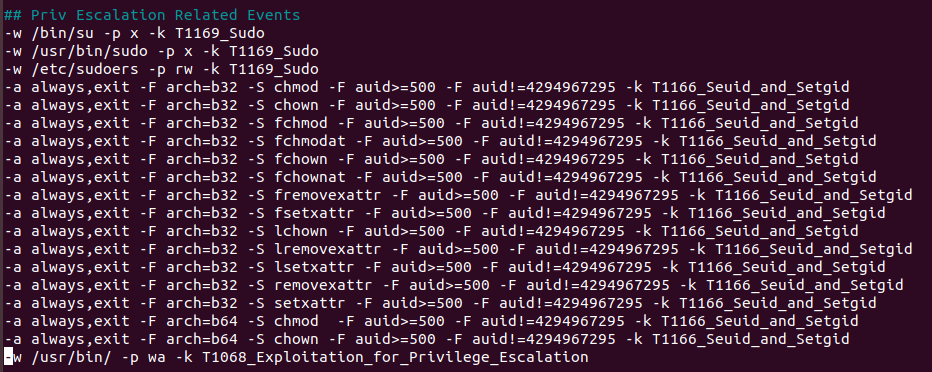 ## Priv Escalation Related Events
-w /bin/su -p x -k T1169_Sudo
-w /usr/bin/sudo -p x -k T1169_Sudo
-w /etc/sudoers -p rw -k T1169_Sudo
-a always,exit -F arch=b32 -S chmod -F auid>=500 -F auid!=4294967295 -k T1166_Seuid_and_Setgid
-a always,exit -F arch=b32 -S chown -F auid>=500 -F auid!=4294967295 -k T1166_Seuid_and_Setgid
-a always,exit -F arch=b32 -S fchmod -F auid>=500 -F auid!=4294967295 -k T1166_Seuid_and_Setgid
-a always,exit -F arch=b32 -S fchmodat -F auid>=500 -F auid!=4294967295 -k T1166_Seuid_and_Setgid
-a always,exit -F arch=b32 -S fchown -F auid>=500 -F auid!=4294967295 -k T1166_Seuid_and_Setgid
-a always,exit -F arch=b32 -S fchownat -F auid>=500 -F auid!=4294967295 -k T1166_Seuid_and_Setgid
-a always,exit -F arch=b32 -S fremovexattr -F auid>=500 -F auid!=4294967295 -k T1166_Seuid_and_Setgid
-a always,exit -F arch=b32 -S fsetxattr -F auid>=500 -F auid!=4294967295 -k T1166_Seuid_and_Setgid
-a always,exit -F arch=b32 -S lchown -F auid>=500 -F auid!=4294967295 -k T1166_Seuid_and_Setgid
-a always,exit -F arch=b32 -S lremovexattr -F auid>=500 -F auid!=4294967295 -k T1166_Seuid_and_Setgid
-a always,exit -F arch=b32 -S lsetxattr -F auid>=500 -F auid!=4294967295 -k T1166_Seuid_and_Setgid
-a always,exit -F arch=b32 -S removexattr -F auid>=500 -F auid!=4294967295 -k T1166_Seuid_and_Setgid
-a always,exit -F arch=b32 -S setxattr -F auid>=500 -F auid!=4294967295 -k T1166_Seuid_and_Setgid
-a always,exit -F arch=b64 -S chmod  -F auid>=500 -F auid!=4294967295 -k T1166_Seuid_and_Setgid
-a always,exit -F arch=b64 -S chown -F auid>=500 -F auid!=4294967295 -k T1166_Seuid_and_Setgid
-w /usr/bin/ -p wa -k T1068_Exploitation_for_Privilege_Escalation